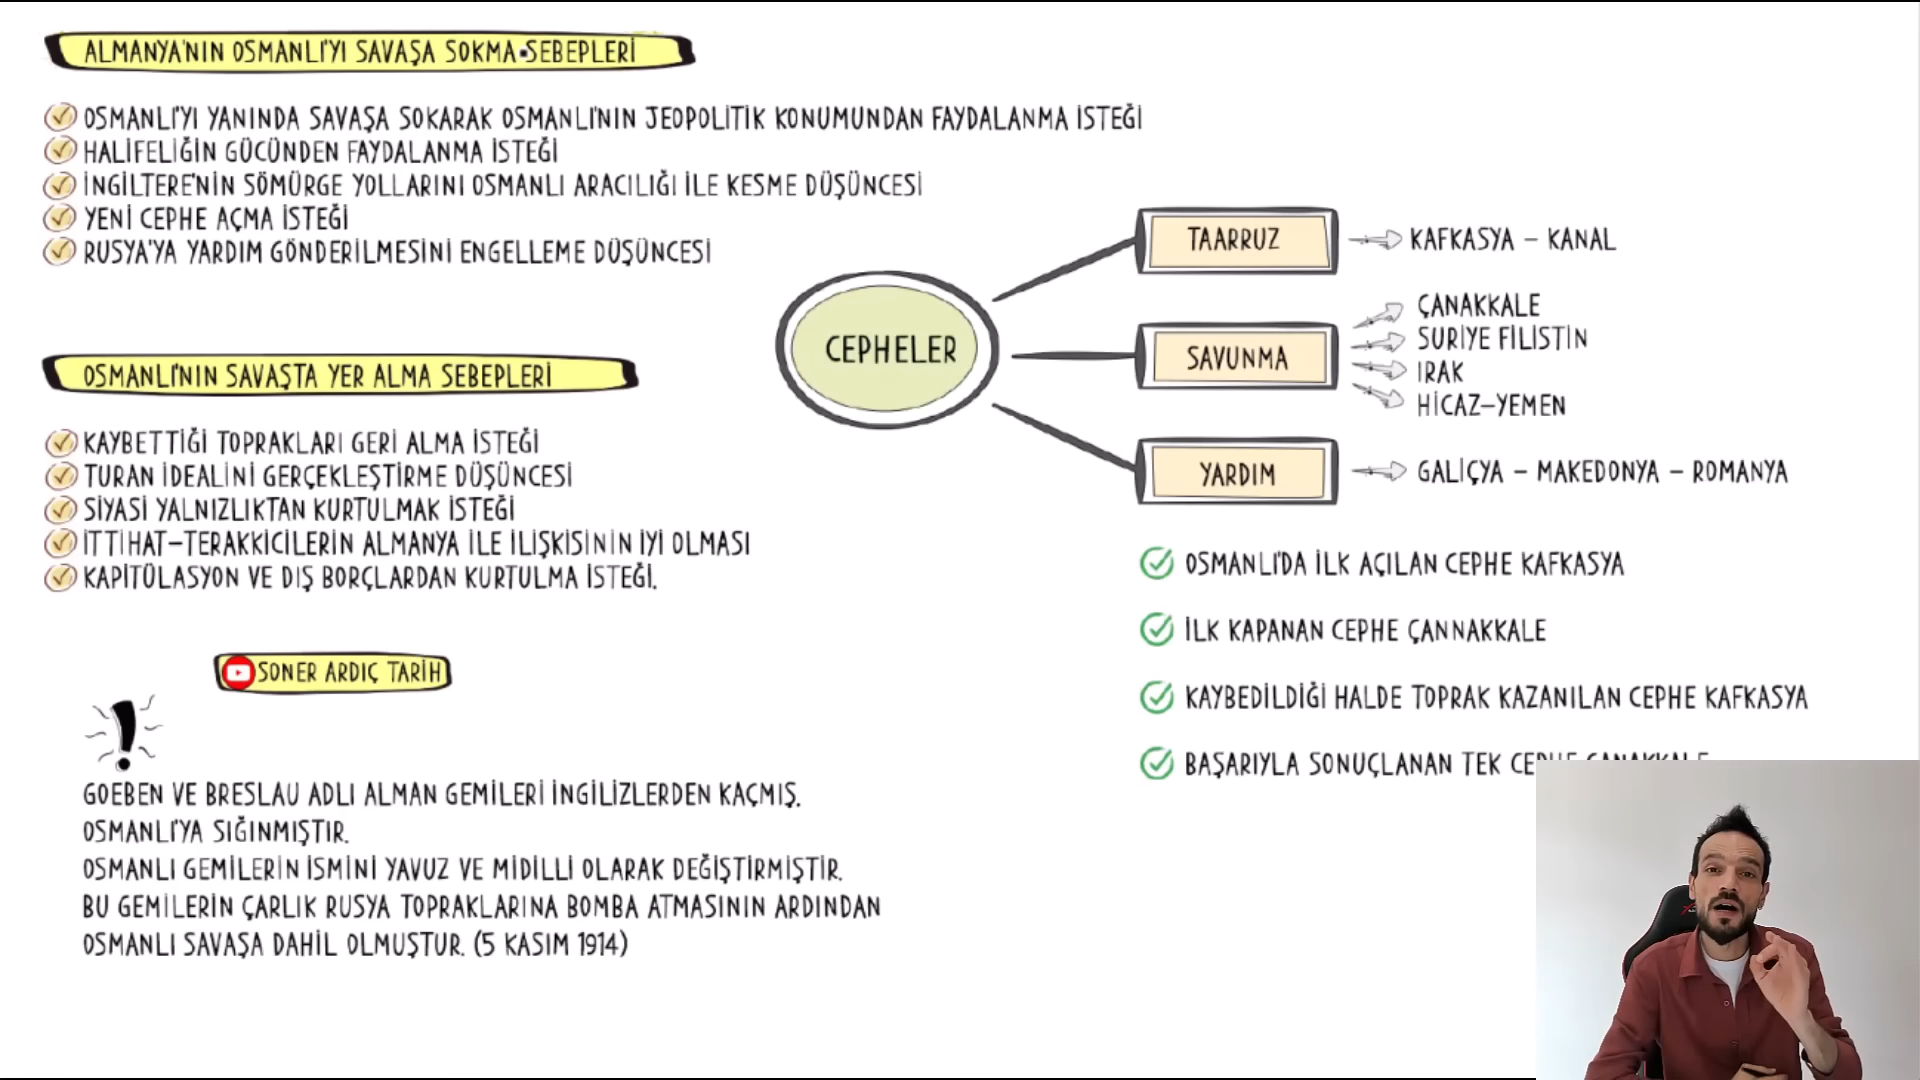 ALMANYA'NIN OSMANLI'YI SAVAŞA SOKMA SEBEPLERİ
OSMANLI'YI YANINDA SAVAŞA SOKARAK OSMANLI'NIN JEOPOLİTİK KONUMUNDAN FAYDALANMA İSTEĞİ
HALİFELİĞİN GÜCÜNDEN FAYDALANMA İSTEĞİ
İNGİLTERE'NİN SÖMÜRGE YOLLARINI OSMANLI ARACILIĞI İLE KESME DÜŞÜNCESİ
YENİ CEPHE AÇMA İSTEĞİ
RUSYA'YA YARDIM GÖNDERİLMESİNİ ENGELLEME DÜŞÜNCESİ
OSMANLI'NIN SAVAŞTA YER ALMA SEBEPLERİ
KAYBETTİĞİ TOPRAKLARI GERİ ALMA İSTEĞİ
TURAN İDEALİNİ GERÇEKLEŞTİRME DÜŞÜNCESİ
SİYASİ YALNIZLIKTAN KURTULMAK İSTEĞİ
İTTİHAT-TERAKKİCİLERİN ALMANYA İLE İLİŞKİSİNİN İYİ OLMASI
KAPİTÜLASYON VE DIŞ BORÇLARDAN KURTULMA İSTEĞİ.
SONER ARDIÇ TARİH
!
GOEBEN VE BRESLAU ADLI ALMAN GEMİLERİ İNGİLİZLERDEN KAÇMIŞ.
OSMANLI'YA SIĞINMIŞTIR.
OSMANLI GEMİLERİN İSMİNİ YAVUZ VE MİDİLLİ OLARAK DEĞİŞTİRMİŞTİR.
BU GEMİLERİN ÇARLIK RUSYA TOPRAKLARINA BOMBA ATMASININ ARDINDAN
OSMANLI SAVAŞA DAHİL OLMUŞTUR. (5 KASIM 1914)
CEPHELER
TAARRUZ
KAFKASYA - KANAL
SAVUNMA
ÇANAKKALE
SURİYE FİLİSTİN
IRAK
HİCAZ-YEMEN
YARDIM
GALİÇYA - MAKEDONYA - ROMANYA
OSMANLI'DA İLK AÇILAN CEPHE KAFKASYA
İLK KAPANAN CEPHE ÇANNAKKALE
KAYBEDİLDİĞİ HALDE TOPRAK KAZANILAN CEPHE KAFKASYA
BAŞARIYLA SONUÇLANAN TEK CEPHE ÇANAKKALE